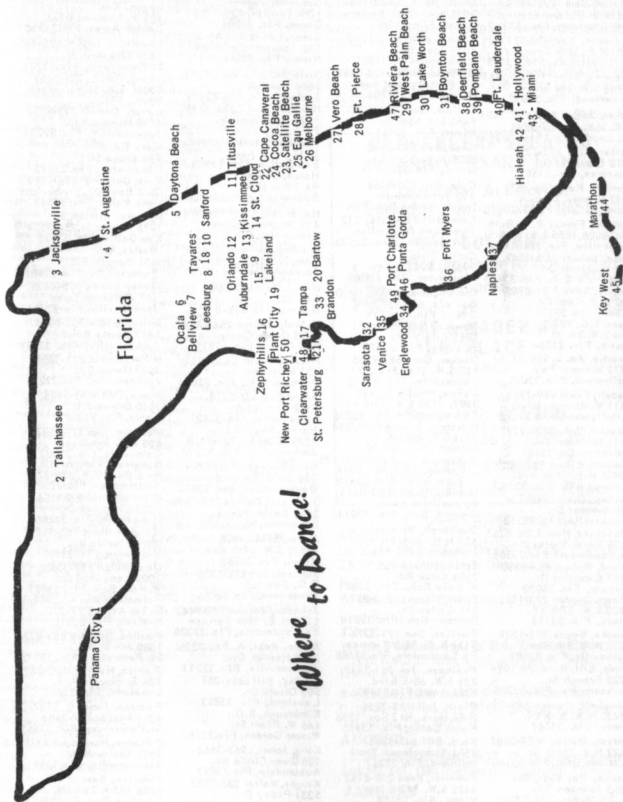 3 Jacksonville
2 Tallahassee
4 St. Augustine
Florida
Panama City 1
5 Daytona Beach
Ocala 6
Bellview 7
Tavares
Leesburg 8 18 10 Sanford
11 Titusville
Orlando 12
Auburndale 13 Kissimmee
15 9 14 St. Cloud
22 Cape Canaveral
24 Cocoa Beach
23 Satellite Beach
25 Eau Gallie
26 Melbourne
Zephyrhills 16
Plant City 19 Lakeland
New Port Richey 50
Clearwater 48 17 Tampa
St. Petersburg 21
33 20 Bartow
Brandon
Where to Dance!
27 Vero Beach
28 Ft. Pierce
Sarasota 32
Venice 35
49 Port Charlotte
Englewood 34 46 Punta Gorda
47 Riviera Beach
29 West Palm Beach
30 Lake Worth
31 Boynton Beach
36 Fort Myers
38 Deerfield Beach
39 Pompano Beach
40 Ft. Lauderdale
Naples 37
Hialeah 42 41 - Hollywood
43 - Miami
Marathon
44
Key West
45